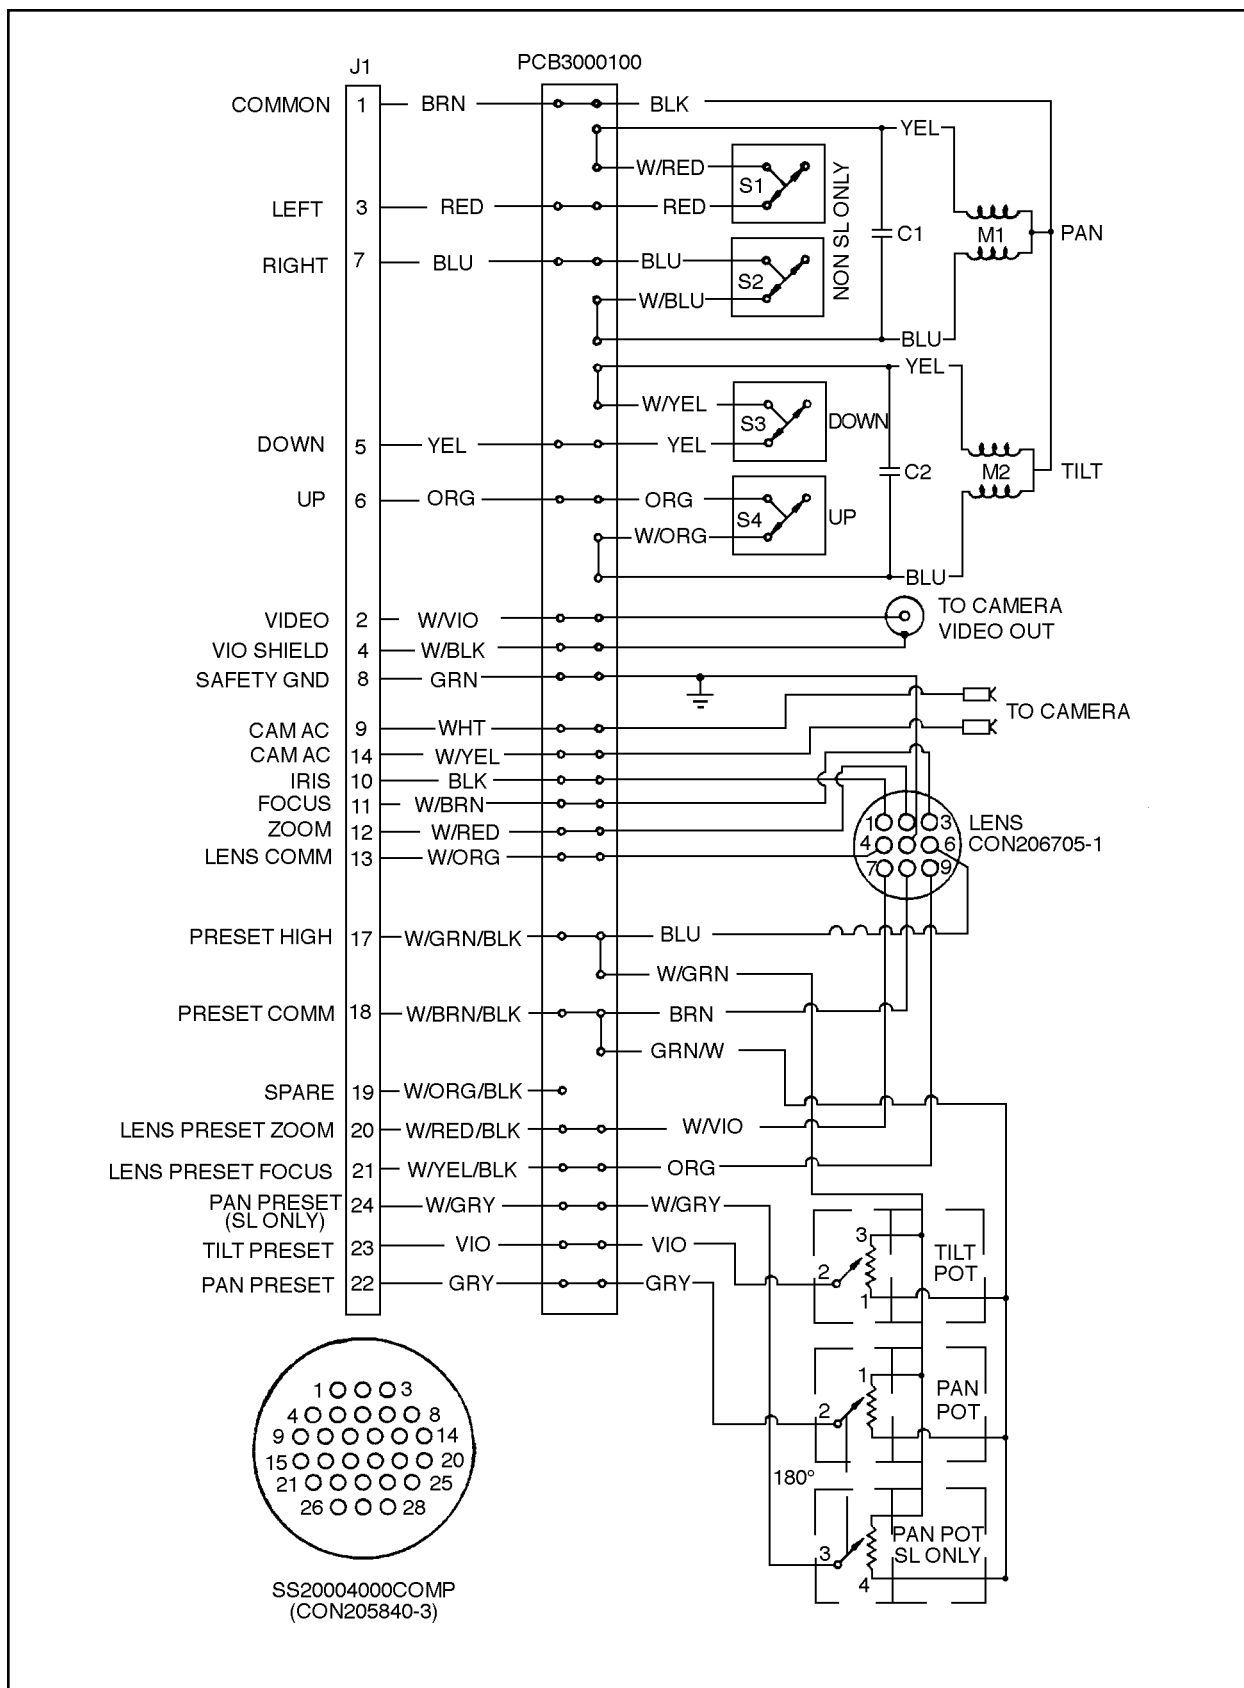 J1 PCB3000100
COMMON 1 BRN BLK
YEL
W/RED
S1
LEFT 3 RED RED
NON SL ONLY
C1 M1 PAN
RIGHT 7 BLU BLU
S2
W/BLU
BLU
YEL
W/YEL
S3 DOWN
DOWN 5 YEL YEL
C2 M2 TILT
UP 6 ORG ORG
S4 UP
W/ORG
BLU
VIDEO 2 W/VIO
TO CAMERA
VIDEO OUT
VIO SHIELD 4 W/BLK
SAFETY GND 8 GRN
TO CAMERA
CAM AC 9 WHT
CAM AC 14 W/YEL
IRIS 10 BLK
FOCUS 11 W/BRN
ZOOM 12 W/RED
LENS COMM 13 W/ORG
1 3 LENS
4 6 CON206705-1
7 9
PRESET HIGH 17 W/GRN/BLK BLU
W/GRN
PRESET COMM 18 W/BRN/BLK BRN
GRN/W
SPARE 19 W/ORG/BLK
LENS PRESET ZOOM 20 W/RED/BLK W/VIO
LENS PRESET FOCUS 21 W/YEL/BLK ORG
PAN PRESET 24 W/GRY W/GRY
(SL ONLY)
TILT PRESET 23 VIO VIO
PAN PRESET 22 GRY GRY
3
2
1
TILT
POT
1
2
PAN
POT
180°
3
4
PAN POT
SL ONLY
1 3
4 8
9 14
15 20
21 25
26 28
SS20004000COMP
(CON205840-3)